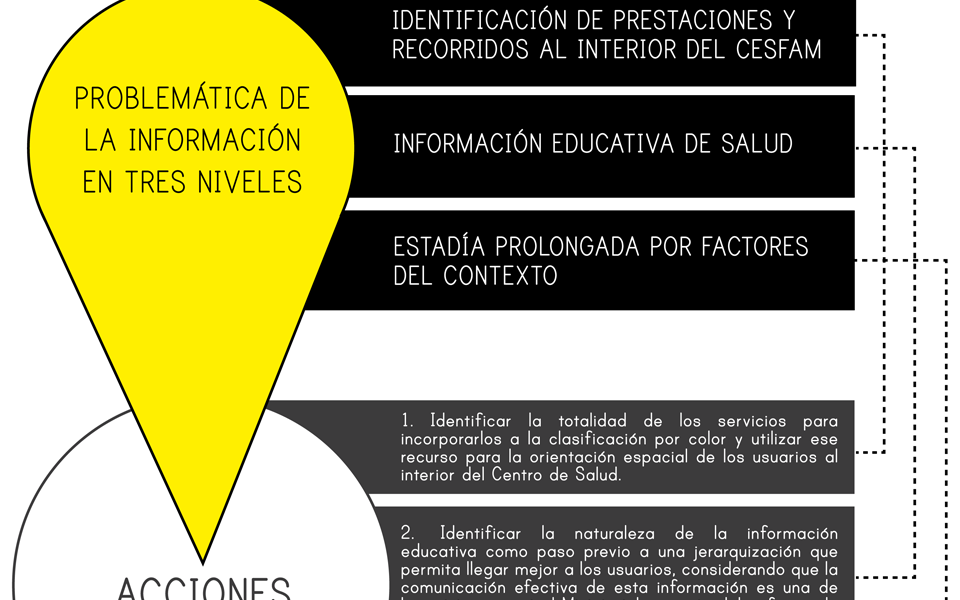 PROBLEMÁTICA DE
LA INFORMACIÓN
EN TRES NIVELES
IDENTIFICACIÓN DE PRESTACIONES Y
RECORRIDOS AL INTERIOR DEL CESFAM
INFORMACIÓN EDUCATIVA DE SALUD
ESTADÍA PROLONGADA POR FACTORES
DEL CONTEXTO
ACCIONES
1. Identificar la totalidad de los servicios para
incorporarlos a la clasificación por color y utilizar ese
recurso para la orientación espacial de los usuarios al
interior del Centro de Salud.
2. Identificar la naturaleza de la información
educativa como paso previo a una jerarquización que
permita llegar mejor a los usuarios, considerando que la
comunicación efectiva de esta información es una de